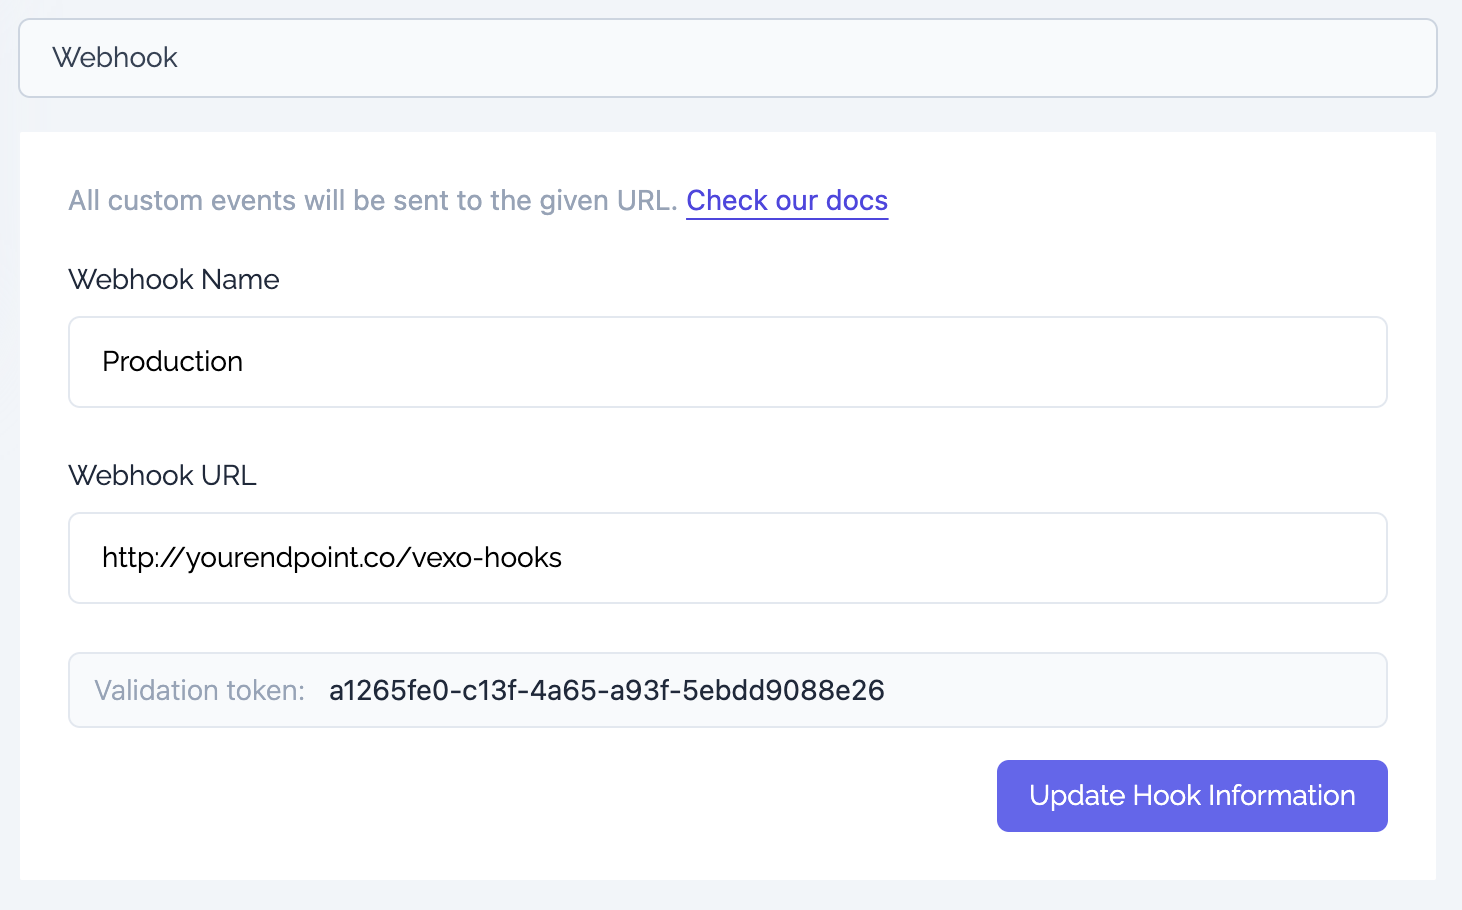 Webhook
All custom events will be sent to the given URL. Check our docs
Webhook Name
Production
Webhook URL
http://yourendpoint.co/vexo-hooks
Validation token: a1265fe0-c13f-4a65-a93f-5ebdd9088e26
Update Hook Information